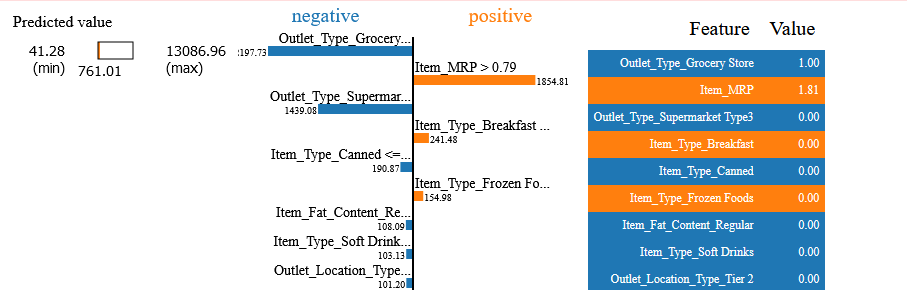 Predicted value
41.28
(min)
761.01
13086.96
(max)
negative
positive
Outlet_Type_Grocery...
:197.73
Item_MRP > 0.79
1854.81
Outlet_Type_Supermar...
1439.08
Item_Type_Breakfast ...
241.48
Item_Type_Canned <=...
190.87
Item_Type_Frozen Fo...
154.98
Item_Fat_Content_Re...
108.09
Item_Type_Soft Drink...
103.13
Outlet_Location_Type...
101.20
Feature Value
Outlet_Type_Grocery Store 1.00
Item_MRP 1.81
Outlet_Type_Supermarket Type3 0.00
Item_Type_Breakfast 0.00
Item_Type_Canned 0.00
Item_Type_Frozen Foods 0.00
Item_Fat_Content_Regular 0.00
Item_Type_Soft Drinks 0.00
Outlet_Location_Type_Tier 2 0.00